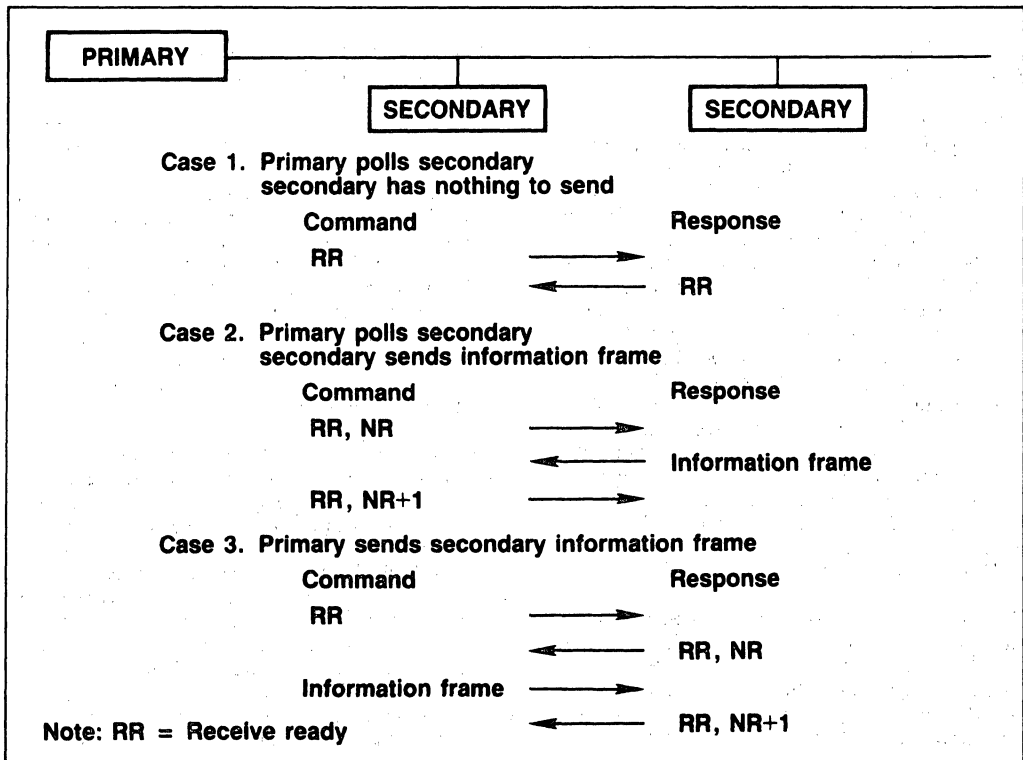 PRIMARY
SECONDARY SECONDARY
Case 1. Primary polls secondary
secondary has nothing to send
Command Response
RR
RR
Case 2. Primary polls secondary
secondary sends information frame
Command Response
RR, NR
Information frame
RR, NR+1
Case 3. Primary sends secondary information frame
Command Response
RR
RR, NR
Information frame
RR, NR+1
Note: RR = Receive ready